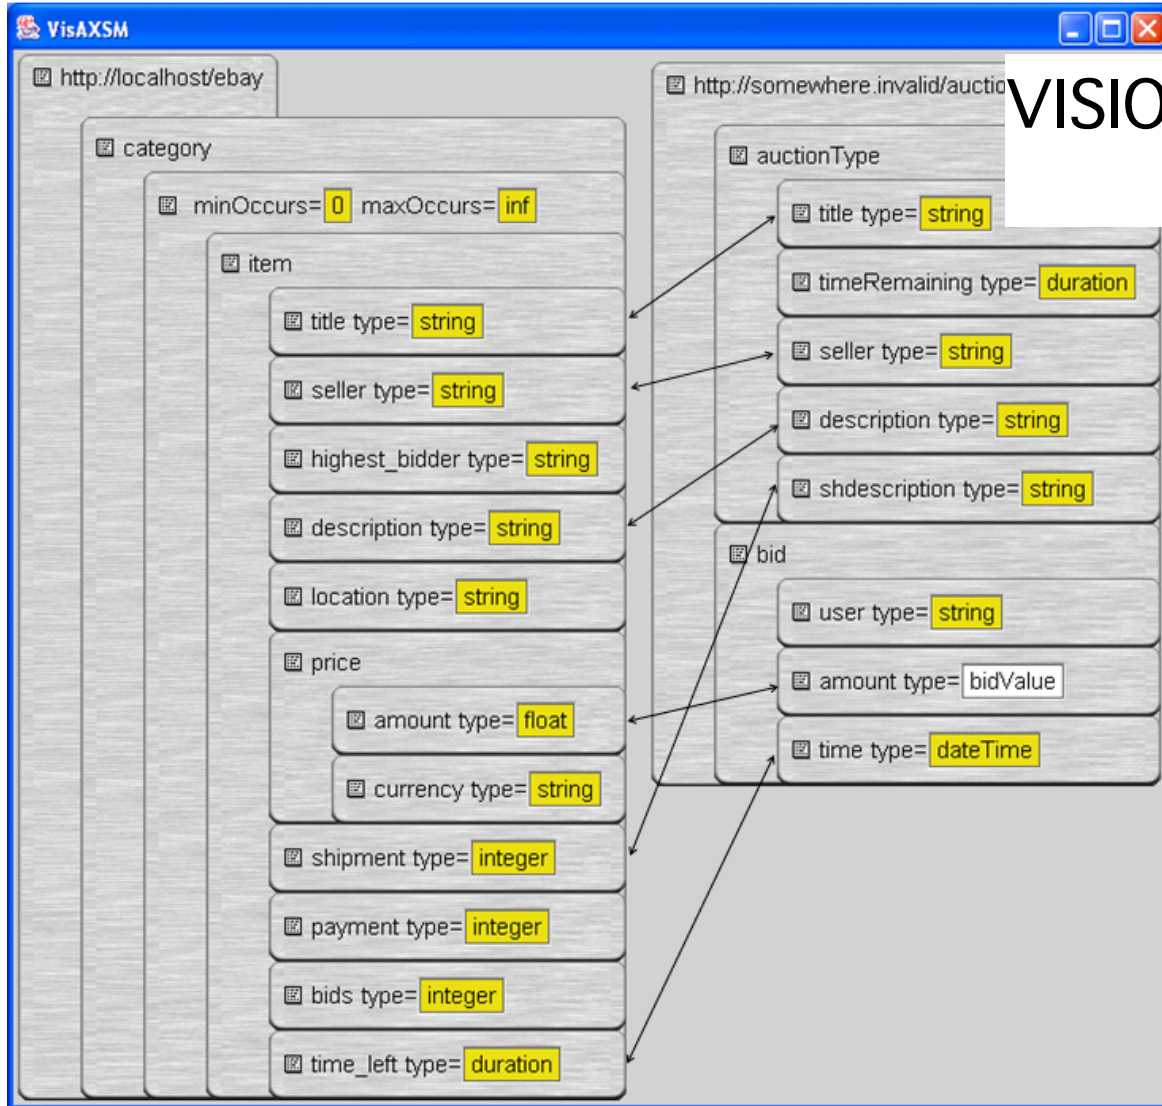 VisAXSM
http://localhost/ebay
category
minOccurs= 0 maxOccurs= inf
item
title type= string
seller type= string
highest_bidder type= string
description type= string
location type= string
price
amount type= float
currency type= string
shipment type= integer
payment type= integer
bids type= integer
time_left type= duration
http://somewhere.invalid/auctio
VISIO
auctionType
title type= string
timeRemaining type= duration
seller type= string
description type= string
shdescription type= string
bid
user type= string
amount type= bidValue
time type= dateTime